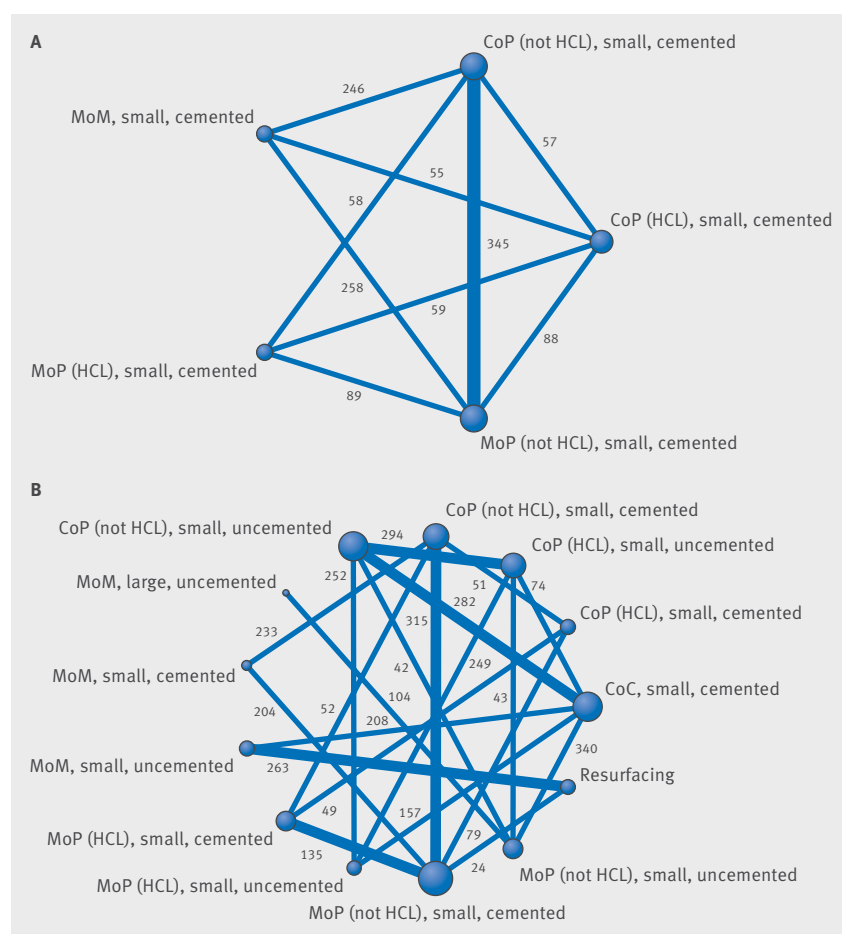 A
CoP (not HCL), small, cemented
246
MoM, small, cemented
57
55
58
CoP (HCL), small, cemented
345
258
59
88
MoP (HCL), small, cemented
89
MoP (not HCL), small, cemented
B
CoP (not HCL), small, cemented
CoP (not HCL), small, uncemented
294
CoP (HCL), small, uncemented
252
51
74
MoM, large, uncemented
282
CoP (HCL), small, cemented
315
233
249
42
MoM, small, cemented
CoC, small, cemented
104
43
204
52
208
340
MoM, small, uncemented
263
Resurfacing
49
157
MoP (HCL), small, cemented
79
135
24
MoP (not HCL), small, uncemented
MoP (HCL), small, uncemented
MoP (not HCL), small, cemented